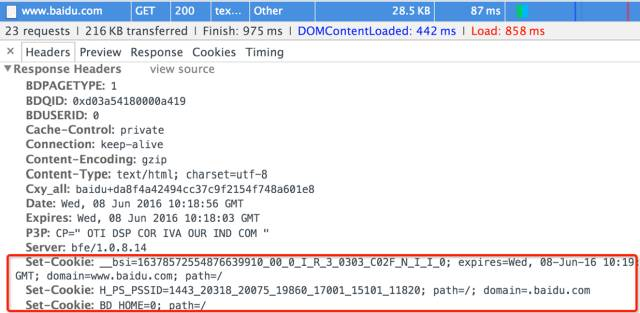 www.baidu.com GET 200 tex... Other 28.5 KB 87 ms
23 requests | 216 KB transferred | Finish: 975 ms | DOMContentLoaded: 442 ms | Load: 858 ms
× Headers Preview Response Cookies Timing
▼Response Headers view source
BDPAGETYPE: 1
BDQID: 0xd03a54180000a419
BDUSERID: 0
Cache-Control: private
Connection: keep-alive
Content-Encoding: gzip
Content-Type: text/html; charset=utf-8
Cxy_all: baidu+da8f4a42494cc37c9f2154f748a601e8
Date: Wed, 08 Jun 2016 10:18:56 GMT
Expires: Wed, 08 Jun 2016 10:18:03 GMT
P3P: CP=" OTI DSP COR IVA OUR IND COM "
Server: bfe/1.0.8.14
Set-Cookie: __bsi=16378572554876639910_00_0_I_R_3_0303_C02F_N_I_I_0; expires=Wed, 08-Jun-16 10:19:
GMT; domain=www.baidu.com; path=/
Set-Cookie: H_PS_PSSID=1443_20318_20075_19860_17001_15101_11820; path=/; domain=.baidu.com
Set-Cookie: BD_HOME=0; path=/